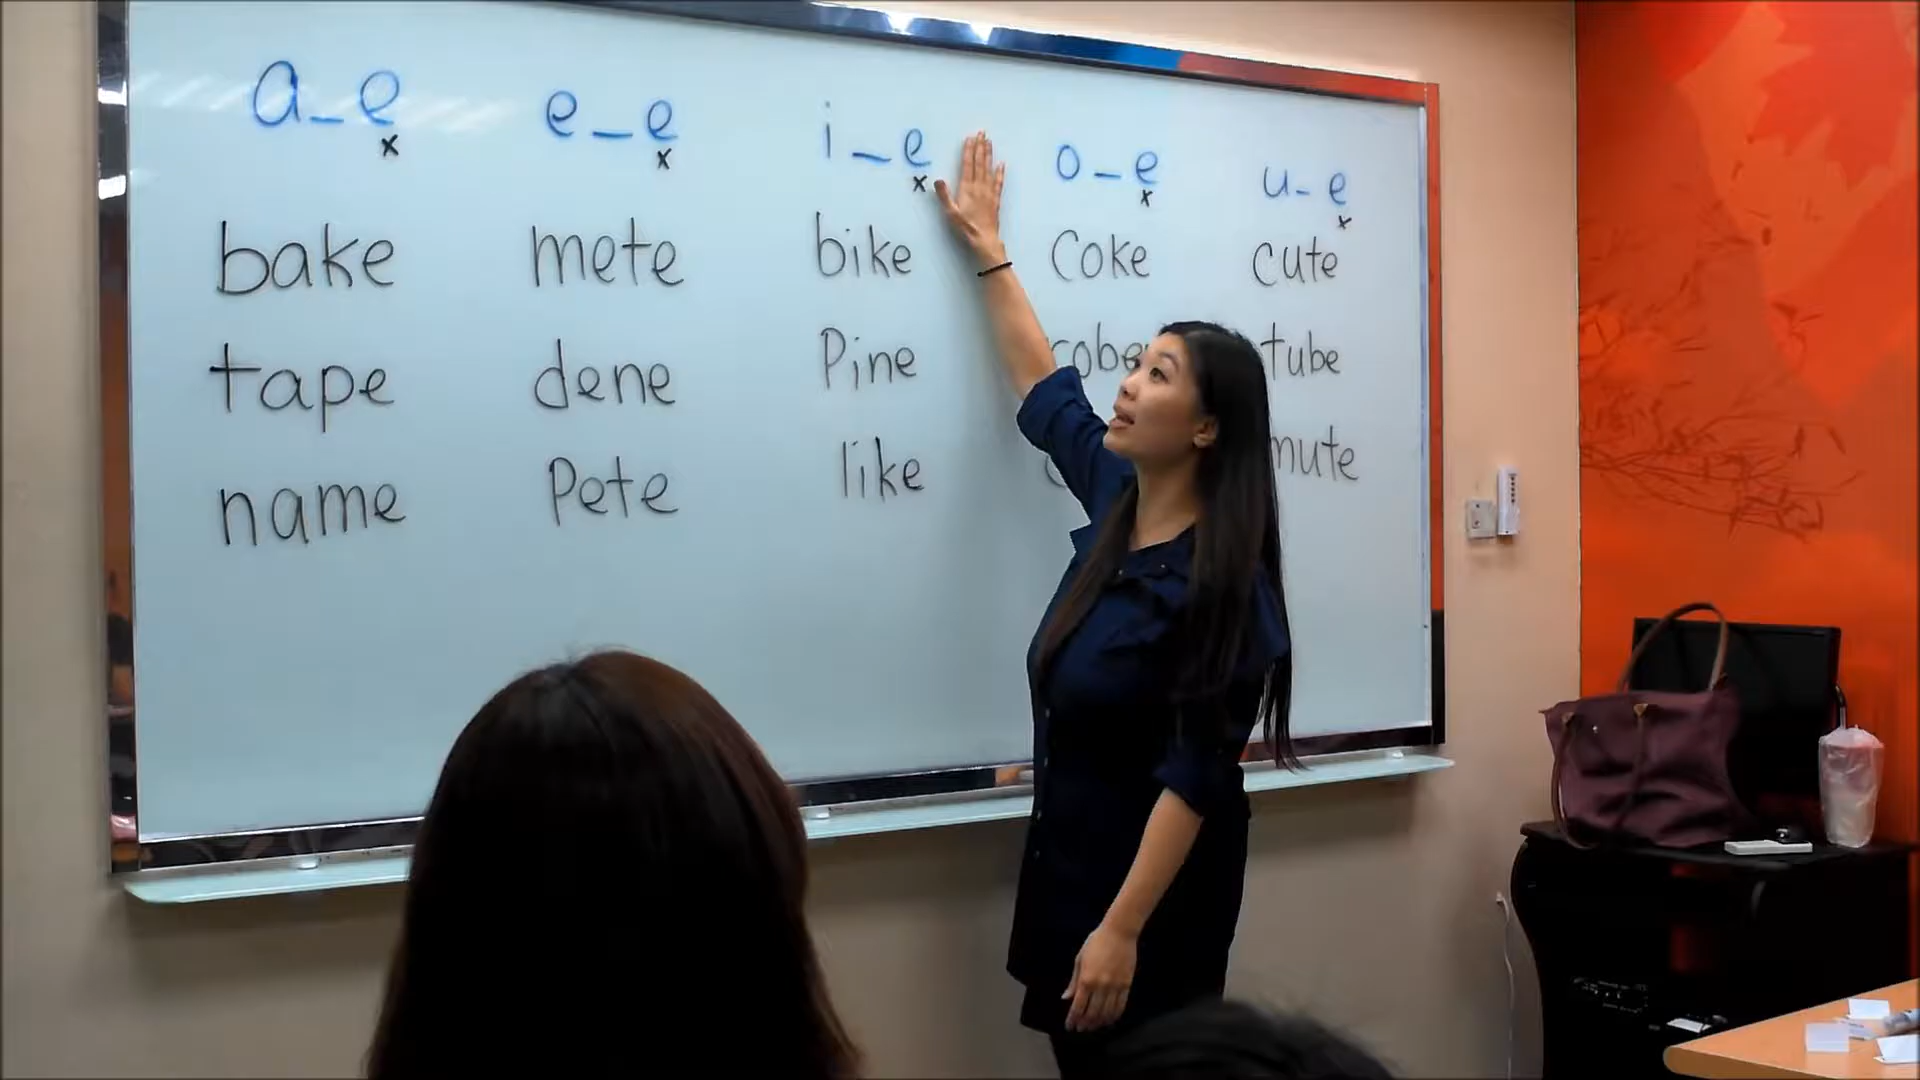 a_e e_e i_e o_e u_e
x x x x x
bake mete bike Coke cute
tape dene Pine tube
name Pete like mute